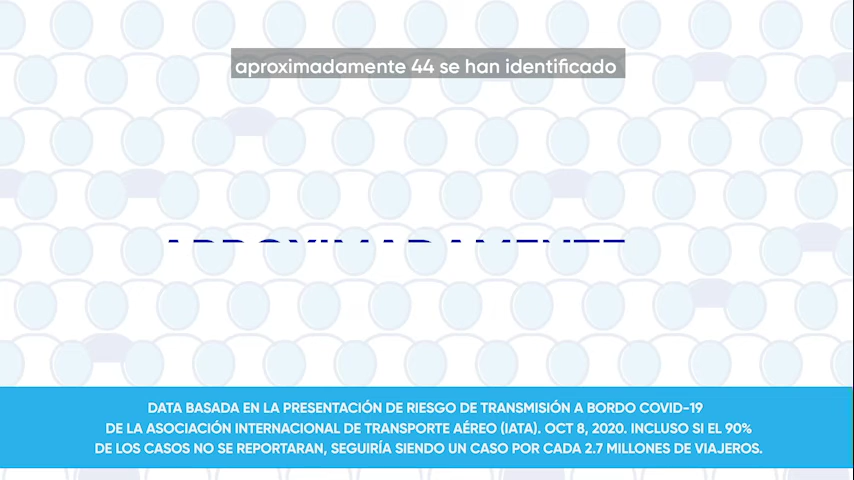 aproximadamente 44 se han identificado
APROXIMADAMENTE
DATA BASADA EN LA PRESENTACIÓN DE RIESGO DE TRANSMISIÓN A BORDO COVID-19
DE LA ASOCIACIÓN INTERNACIONAL DE TRANSPORTE AÉREO (IATA). OCT 8, 2020. INCLUSO SI EL 90%
DE LOS CASOS NO SE REPORTARAN, SEGUIRÍA SIENDO UN CASO POR CADA 2.7 MILLONES DE VIAJEROS.